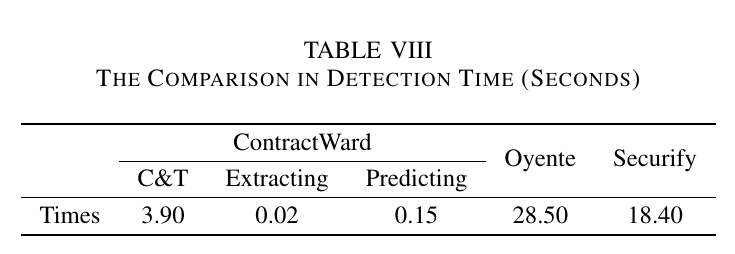 TABLE VIII
THE COMPARISON IN DETECTION TIME (SECONDS)
ContractWard
Oyente Securify
C&T Extracting Predicting
Times 3.90 0.02 0.15 28.50 18.40